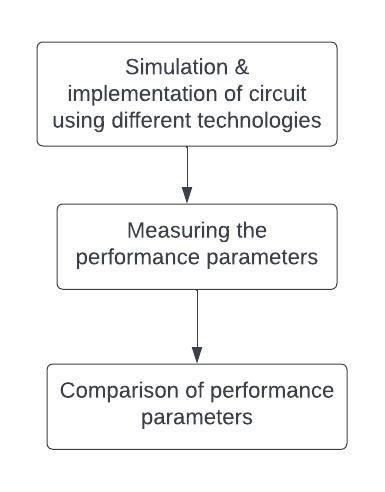 Simulation &
implementation of circuit
using different technologies
Measuring the
performance parameters
Comparison of performance
parameters